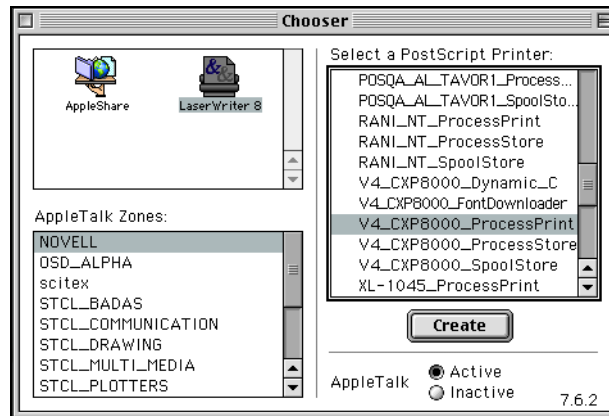 Chooser
AppleShare
LaserWriter 8
AppleTalk Zones:
NOVELL
OSD_ALPHA
scitex
STCL_BADAS
STCL_COMMUNICATION
STCL_DRAWING
STCL_MULTI_MEDIA
STCL_PLOTTERS
Select a PostScript Printer:
POSQA_AL_TAVOR1_Process...
POSQA_AL_TAVOR1_SpoolSto...
RANI_NT_ProcessPrint
RANI_NT_ProcessStore
RANI_NT_SpoolStore
V4_CXP8000_Dynamic_C
V4_CXP8000_FontDownloader
V4_CXP8000_ProcessPrint
V4_CXP8000_ProcessStore
V4_CXP8000_SpoolStore
XL-1045_ProcessPrint
Create
AppleTalk
Active
Inactive
7.6.2